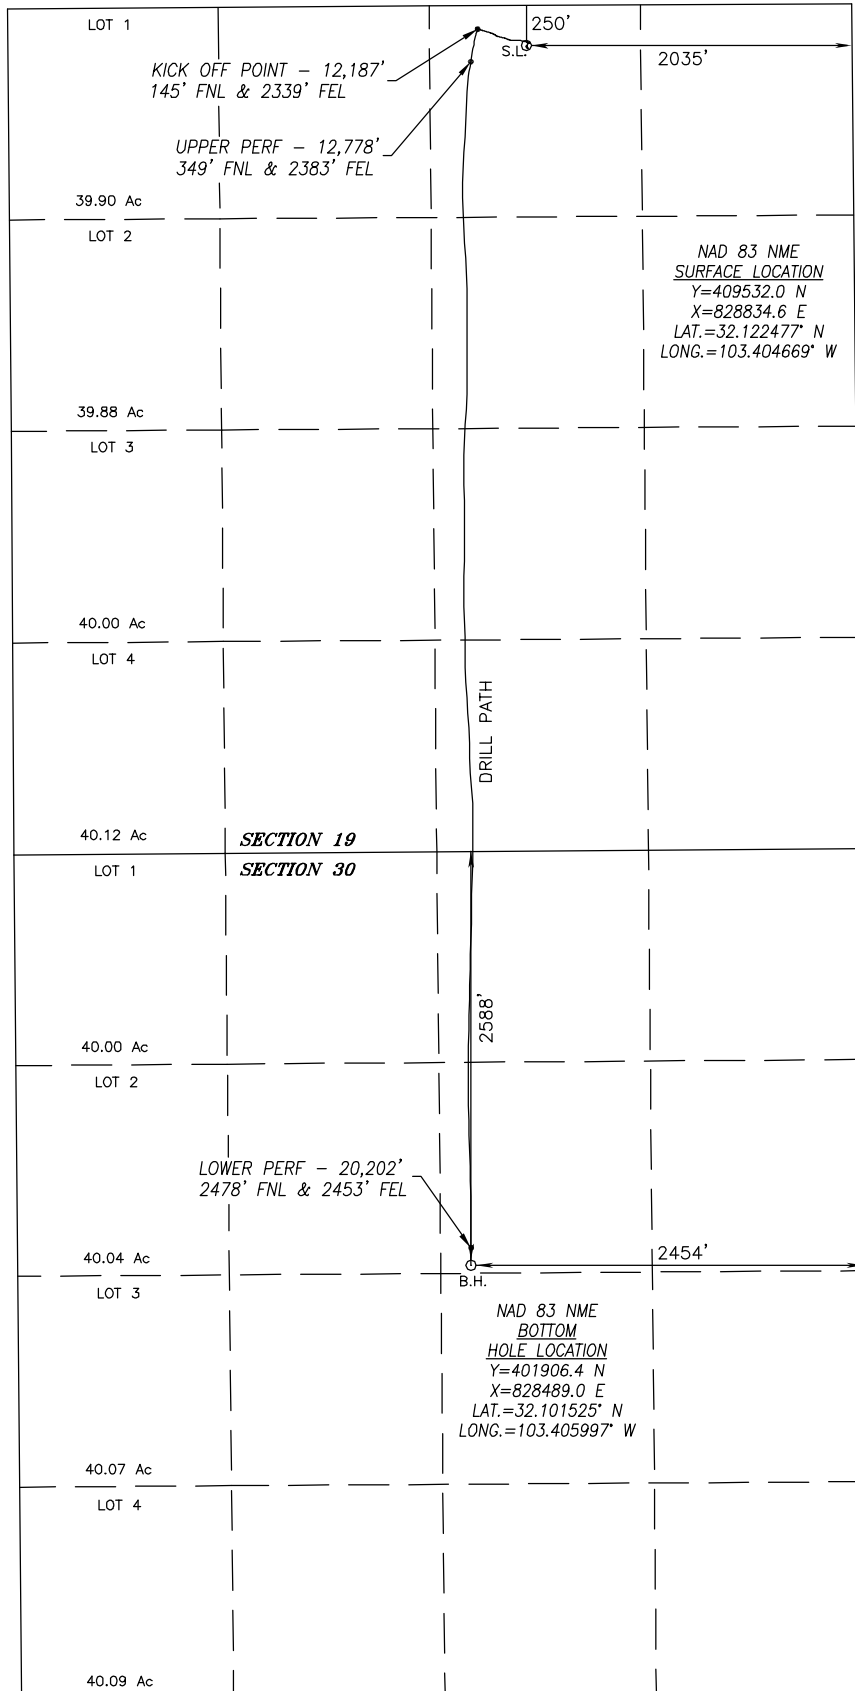 LOT 1
250'
S.L.
2035'
KICK OFF POINT – 12,187'
145' FNL & 2339' FEL
UPPER PERF – 12,778'
349' FNL & 2383' FEL
39.90 Ac
LOT 2
NAD 83 NME
SURFACE LOCATION
Y=409532.0 N
X=828834.6 E
LAT.=32.122477° N
LONG.=103.404669° W
39.88 Ac
LOT 3
40.00 Ac
LOT 4
DRILL PATH
40.12 Ac
SECTION 19
LOT 1
SECTION 30
2588'
40.00 Ac
LOT 2
LOWER PERF – 20,202'
2478' FNL & 2453' FEL
40.04 Ac
2454'
LOT 3
B.H.
NAD 83 NME
BOTTOM
HOLE LOCATION
Y=401906.4 N
X=828489.0 E
LAT.=32.101525° N
LONG.=103.405997° W
40.07 Ac
LOT 4
40.09 Ac